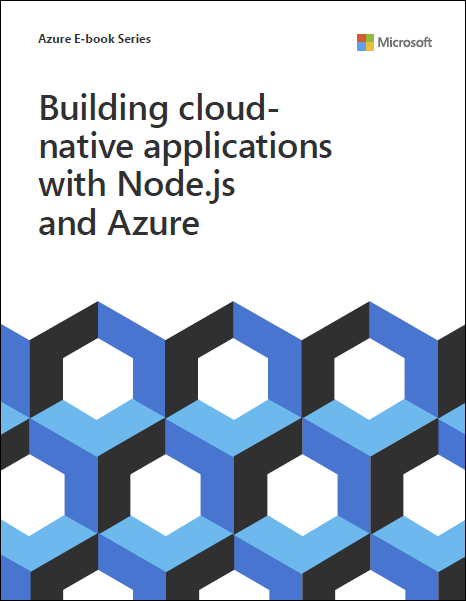 Azure E-book Series
Microsoft
Building cloud-
native applications
with Node.js
and Azure